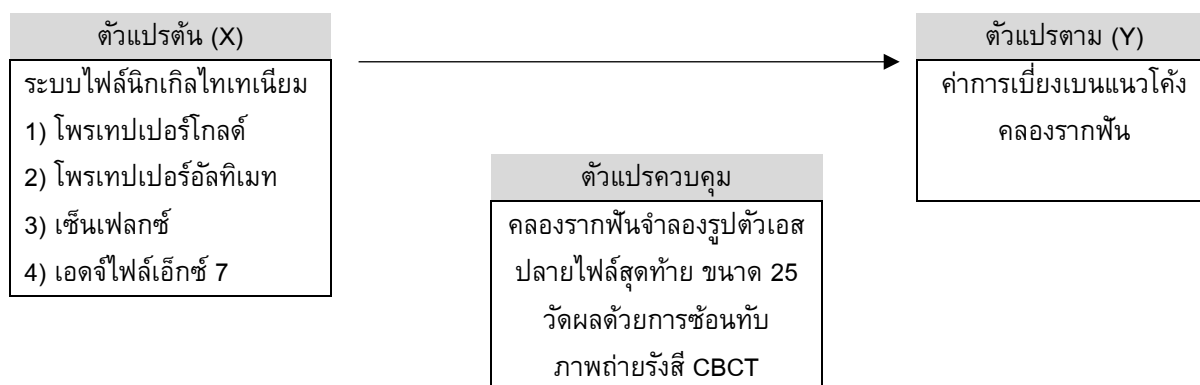 ตัวแปรต้น (X)
ระบบไฟล์นิกเกิลไทเทเนียม
1) โพรเทปเปอร์โกลด์
2) โพรเทปเปอร์อัลทิเมท
3) เซ็นเฟลกซ์
4) เอดจ์ไฟล์เอ็กซ์ 7
ตัวแปรควบคุม
คลองรากฟันจำลองรูปตัวเอส
ปลายไฟล์สุดท้าย ขนาด 25
วัดผลด้วยการซ้อนทับ
ภาพถ่ายรังสี CBCT
ตัวแปรตาม (Y)
ค่าการเบี่ยงเบนแนวโค้ง
คลองรากฟัน